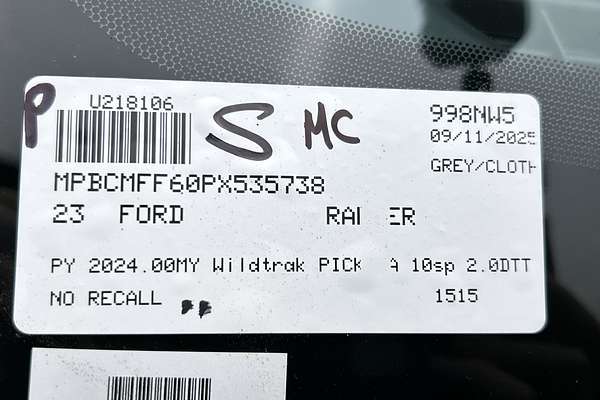 P
U218106
S MC
998NW5
09/11/2025
GREY/CLOTH
MPBCMFF60PX535738
23 FORD
PY 2024.00MY Wildtrak 10sp 2.0DTT
NO RECALL
1515